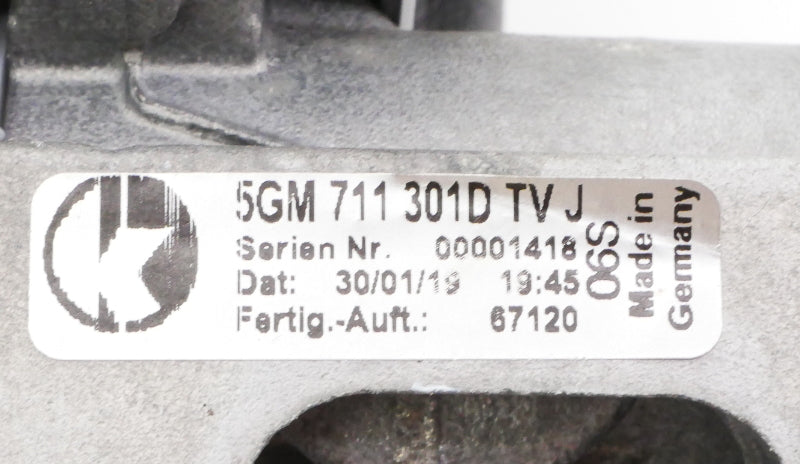 5GM 711 301D TV J
Serien Nr. 00001418
Dat: 30/01/19 19:45
Fertig.-Auft.: 67120
06S
Made in
Germany